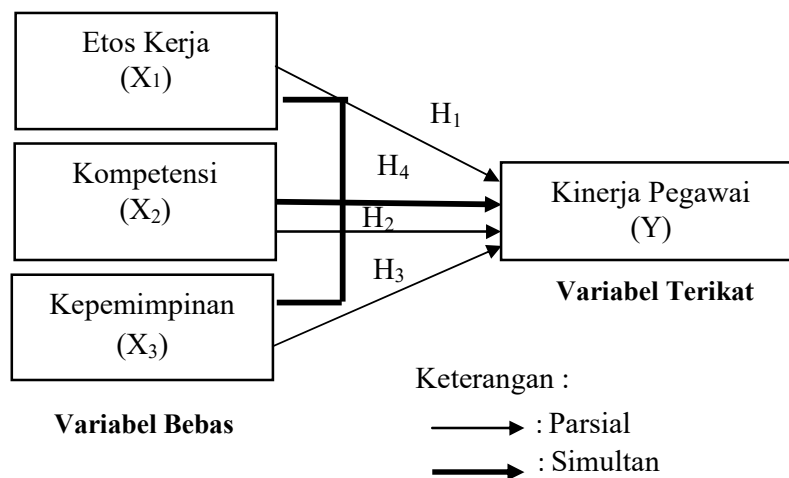 Etos Kerja
(X₁)
H₁
Kompetensi
(X₂)
H₄
H₂
Kinerja Pegawai
(Y)
Kepemimpinan
(X₃)
H₃
Variabel Terikat
Variabel Bebas
Keterangan :
: Parsial
: Simultan